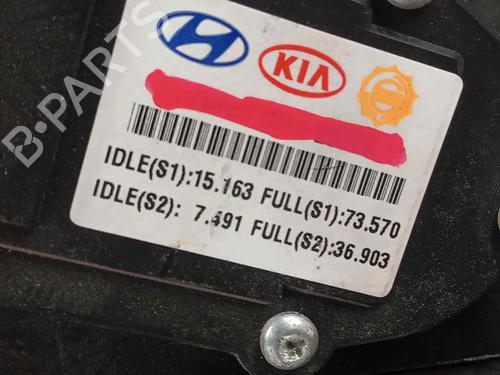 B-PARTS
KIA
IDLE(S1):15.163 FULL(S1):73.570
IDLE(S2): 7.491 FULL(S2):36.903